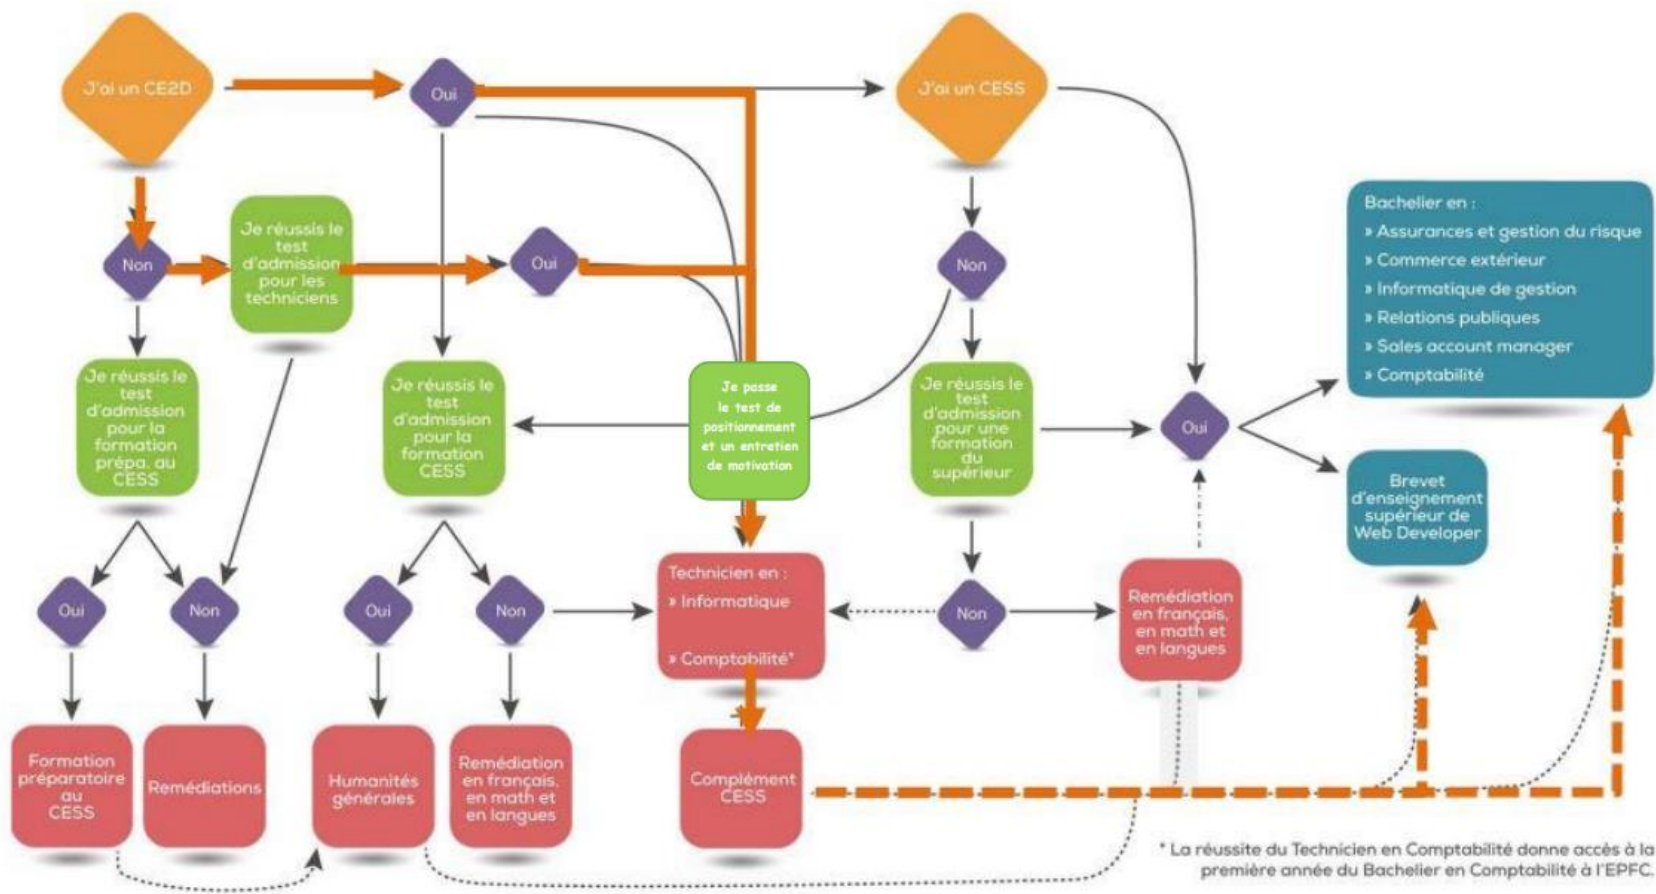 J'ai un CE2D
Oui
J'ai un CESS
Non
Je réussis le
test
d'admission
pour les
techniciens
Oui
Non
Bachelier en :
» Assurances et gestion du risque
» Commerce extérieur
» Informatique de gestion
» Relations publiques
» Sales account manager
» Comptabilité
Je réussis le
test
d'admission
pour la
formation
prépa. au
CESS
Je réussis le
test
d'admission
pour la
formation
CESS
Je passe
le test de
positionnement
et un entretien
de motivation
Je réussis le
test
d'admission
pour une
formation
du
supérieur
Oui
Brevet
d'enseignement
supérieur de
Web Developer
Oui
Non
Oui
Non
Technicien en :
» Informatique
» Comptabilité*
Non
Remédiation
en français,
en math et
en langues
Formation
préparatoire
au
CESS
Remédiations
Humanités
générales
Remédiation
en français,
en math et
en langues
Complément
CESS
* La réussite du Technicien en Comptabilité donne accès à la
première année du Bachelier en Comptabilité à l'EPFC.